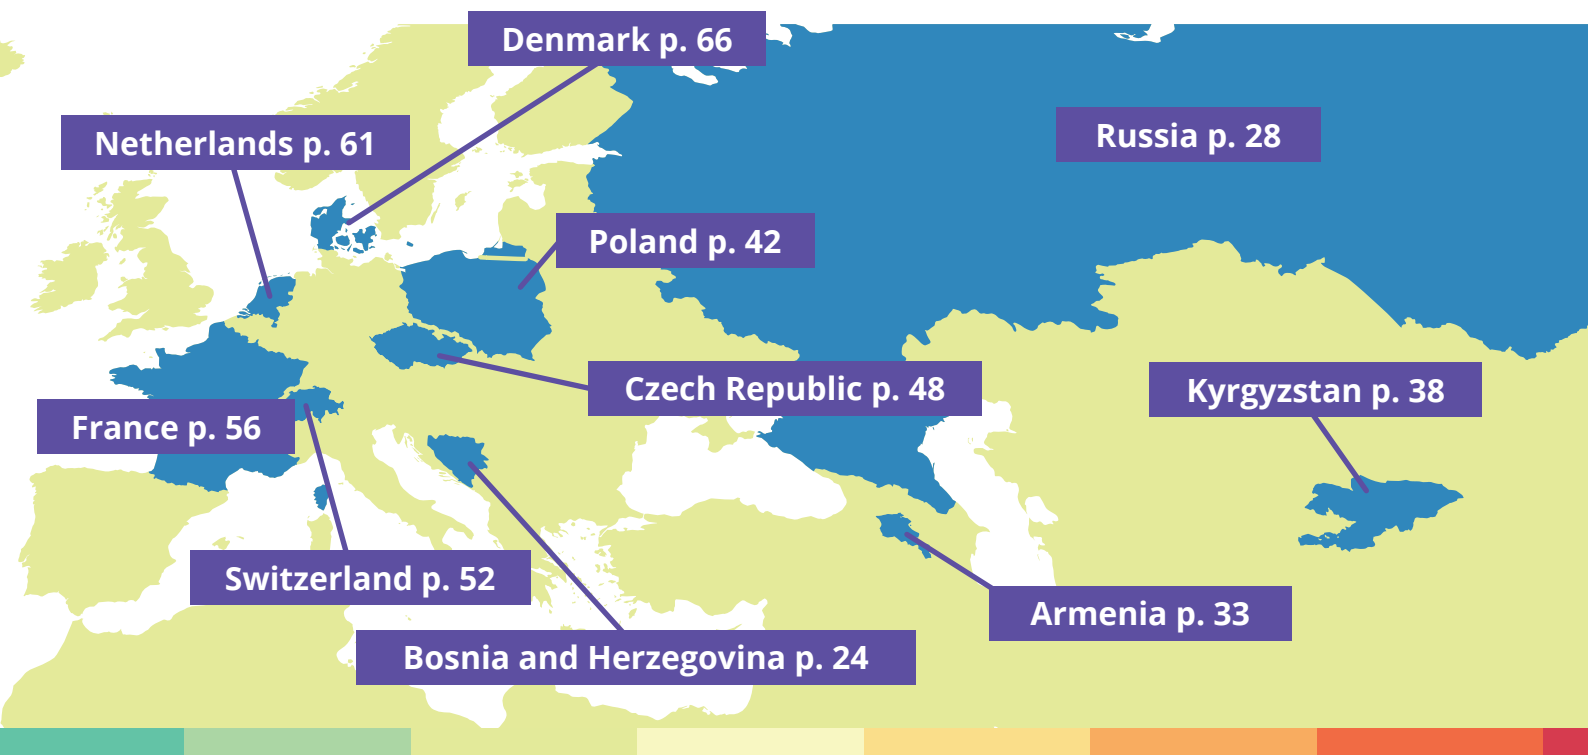 Denmark p. 66
Netherlands p. 61
Russia p. 28
Poland p. 42
Czech Republic p. 48
Kyrgyzstan p. 38
France p. 56
Switzerland p. 52
Armenia p. 33
Bosnia and Herzegovina p. 24